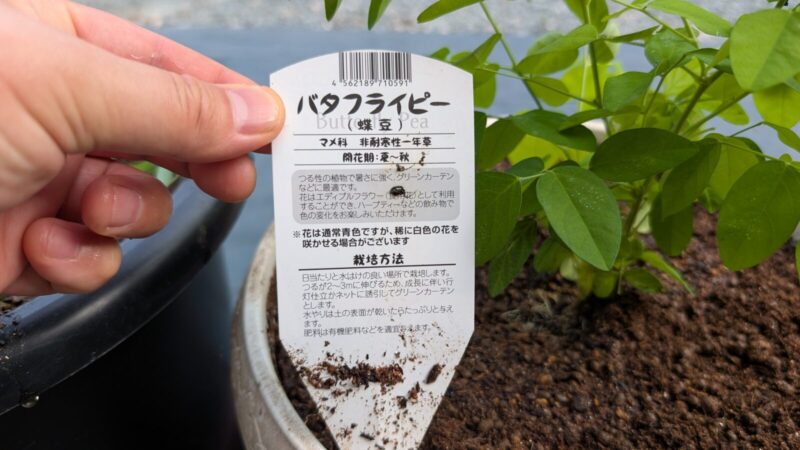 4 562189 710591
バタフライピー
Butterfly Pea
(蝶豆)
マメ科 非耐寒性一年草
開花期:夏~秋
つる性の植物で暑さに強く、グリーンカーテン
などに最適です。
花はエディブルフラワー( )として利用
することができ、ハーブティーなどの飲み物で
色の変化をお楽しみいただけます。
※花は通常青色ですが、稀に白色の花を
咲かせる場合がございます
栽培方法
日当たりと水はけの良い場所で栽培します。
つるが2~3mに伸びるため、成長に伴い行
灯仕立かネットに誘引してグリーンカーテン
とします。
水やりは土の表面が乾いたらたっぷりと与え
ます。
肥料は有機肥料などを適宜与えます。